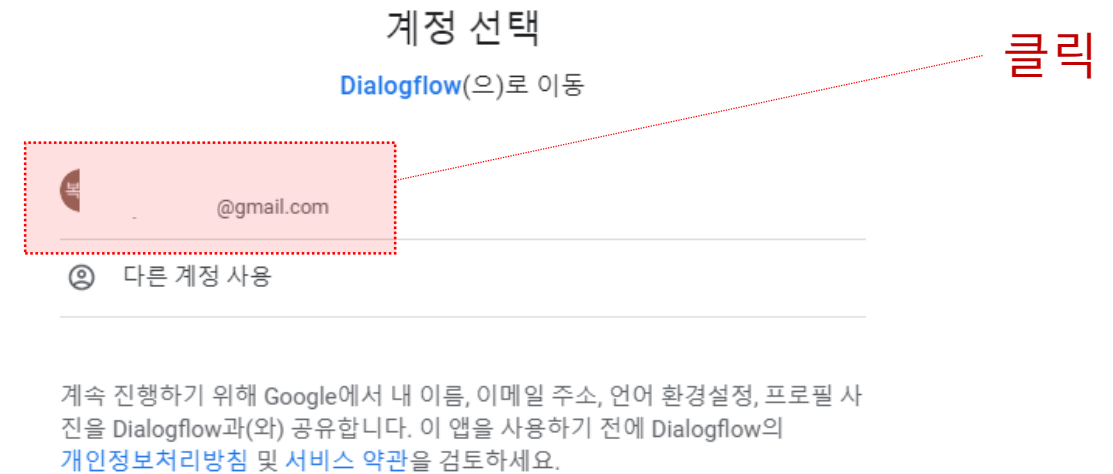 계정 선택
클릭
Dialogflow(으)로 이동
복
@gmail.com
다른 계정 사용
계속 진행하기 위해 Google에서 내 이름, 이메일 주소, 언어 환경설정, 프로필 사
진을 Dialogflow과(와) 공유합니다. 이 앱을 사용하기 전에 Dialogflow의
개인정보처리방침 및 서비스 약관을 검토하세요.